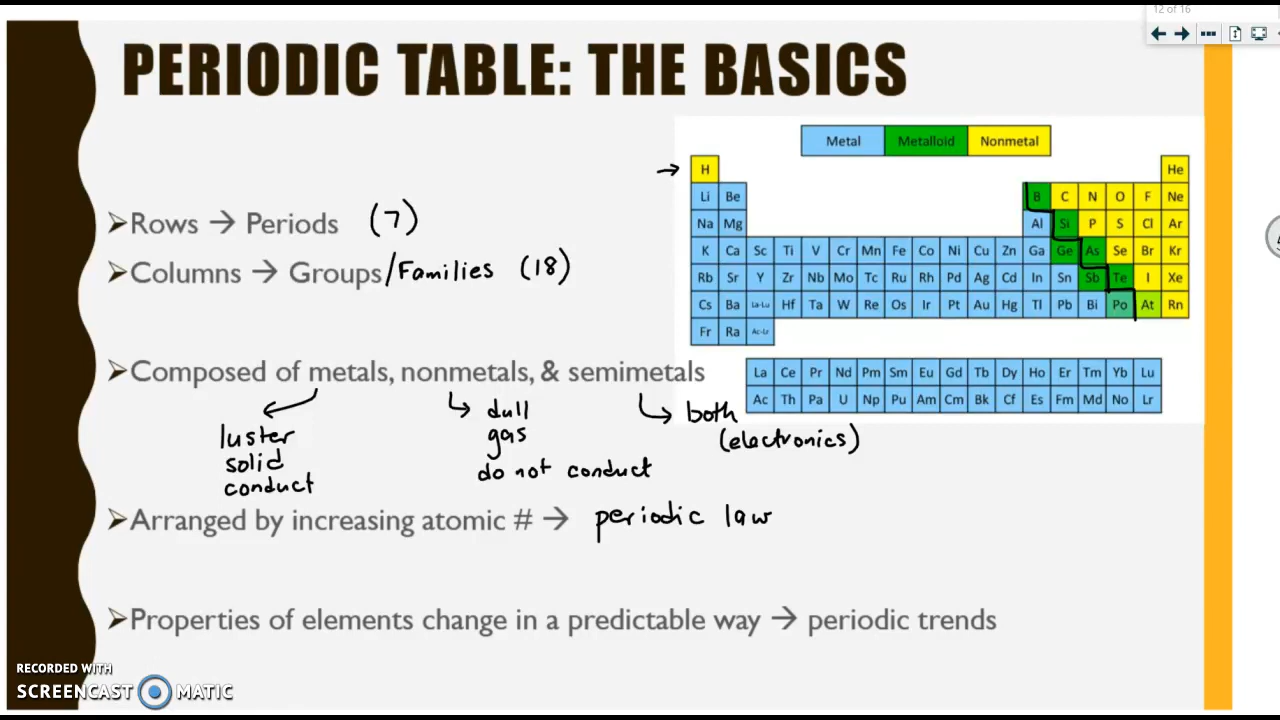 12 of 16
PERIODIC TABLE: THE BASICS
Metal Metalloid Nonmetal
→ H He
Li Be B C N O F Ne
Na Mg Al Si P S Cl Ar
K Ca Sc Ti V Cr Mn Fe Co Ni Cu Zn Ga Ge As Se Br Kr
Rb Sr Y Zr Nb Mo Tc Ru Rh Pd Ag Cd In Sn Sb Te I Xe
Cs Ba La-Lu Hf Ta W Re Os Ir Pt Au Hg Tl Pb Bi Po At Rn
Fr Ra Ac-Lr
La Ce Pr Nd Pm Sm Eu Gd Tb Dy Ho Er Tm Yb Lu
Ac Th Pa U Np Pu Am Cm Bk Cf Es Fm Md No Lr
➢Rows → Periods (7)
➢Columns → Groups/Families (18)
➢Composed of metals, nonmetals, & semimetals
luster
solid
conduct
dull
gas
do not conduct
both
(electronics)
➢Arranged by increasing atomic # → periodic law
➢Properties of elements change in a predictable way → periodic trends
RECORDED WITH
SCREENCAST MATIC